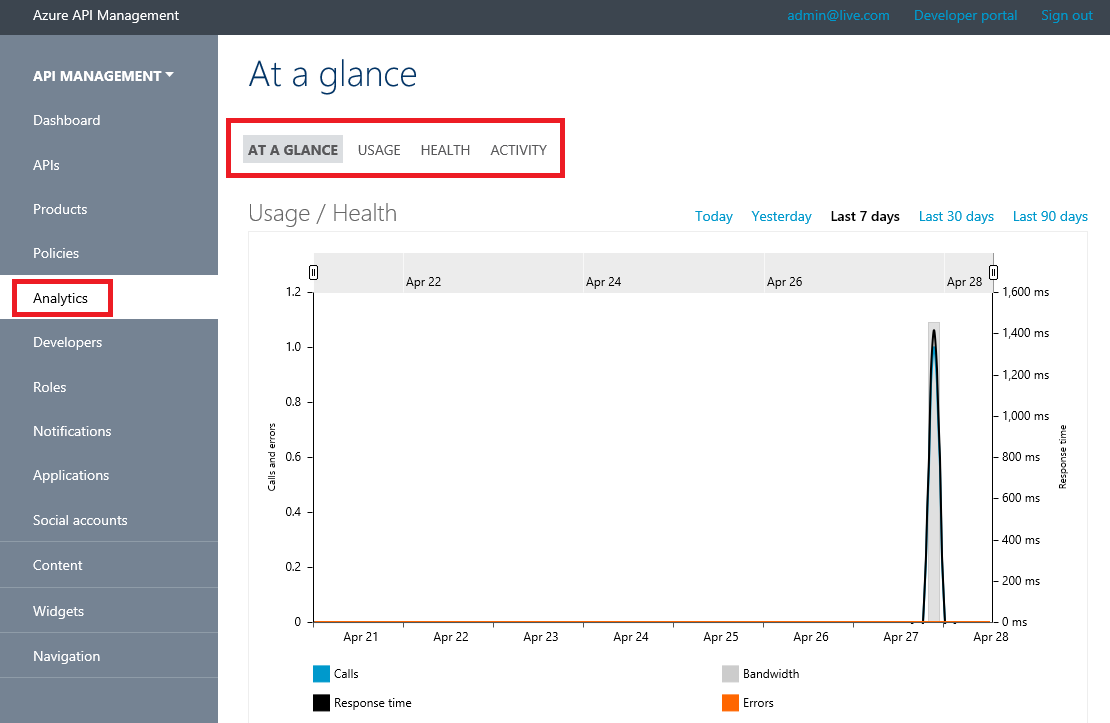 Azure API Management
admin@live.com Developer portal Sign out
API MANAGEMENT
Dashboard
APIs
Products
Policies
Analytics
Developers
Roles
Notifications
Applications
Social accounts
Content
Widgets
Navigation
At a glance
AT A GLANCE USAGE HEALTH ACTIVITY
Usage / Health
Today Yesterday Last 7 days Last 30 days Last 90 days
Apr 22 Apr 24 Apr 26 Apr 28
1.2
1.0
0.8
0.6
0.4
0.2
0
Calls and errors
1,600 ms
1,400 ms
1,200 ms
1,000 ms
800 ms
600 ms
400 ms
200 ms
0 ms
Response time
Apr 21 Apr 22 Apr 23 Apr 24 Apr 25 Apr 26 Apr 27 Apr 28
Calls Bandwidth
Response time Errors